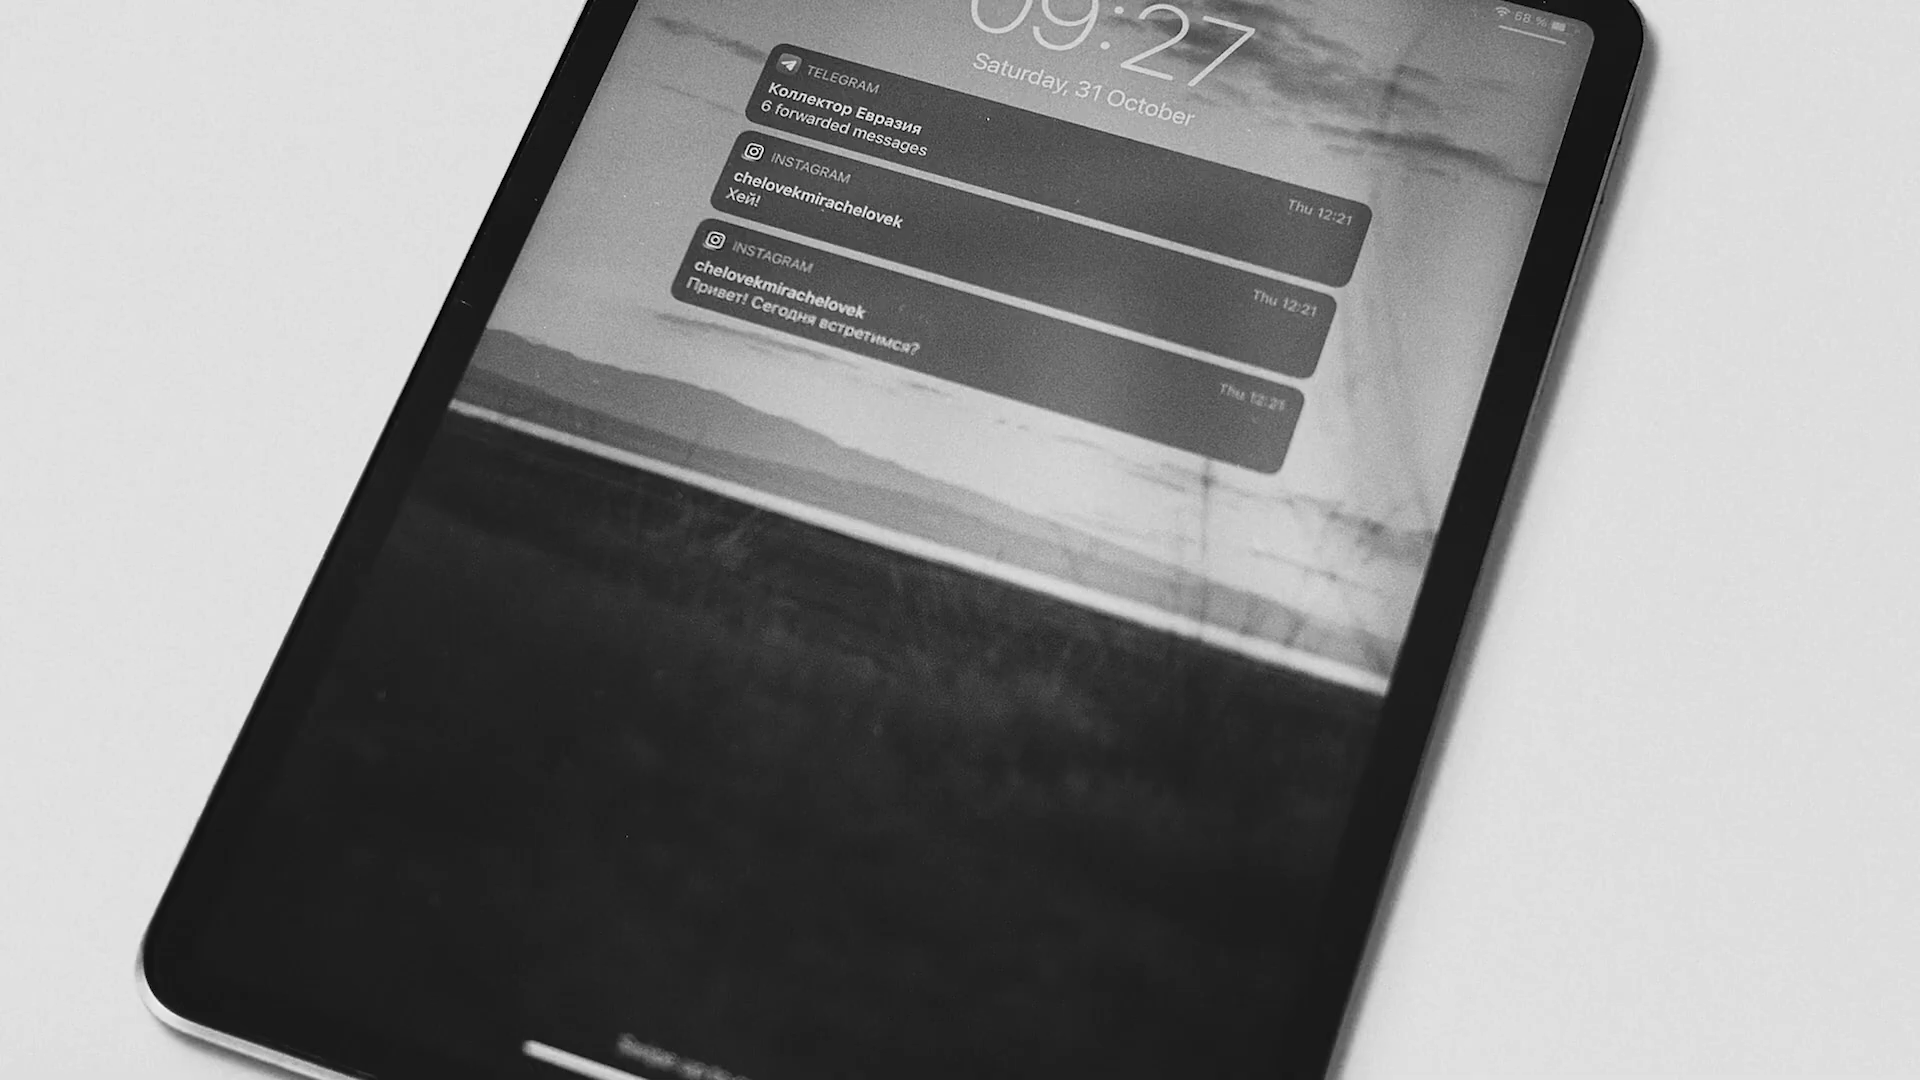 68 %
09:27
Saturday, 31 October
TELEGRAM
Коллектор Евразия
6 forwarded messages
Thu 12:21
INSTAGRAM
chelovekmirachelovek
Хей!
Thu 12:21
INSTAGRAM
chelovekmirachelovek
Привет! Сегодня встретимся?
Thu 12:21